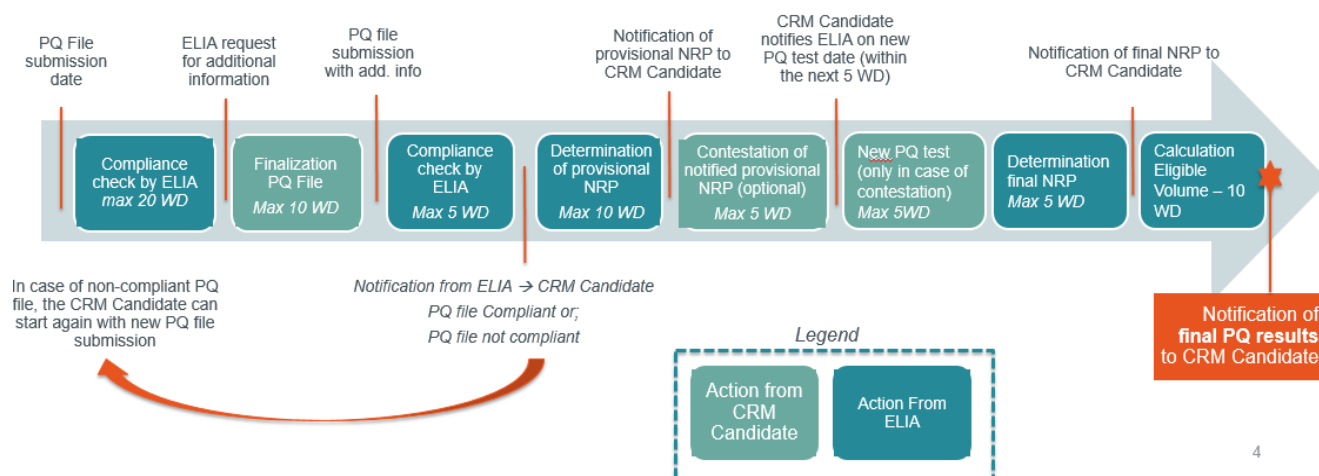 PQ File
submission
date
ELIA request
for additional
information
PQ file
submission
with add. info
Notification of
provisional NRP to
CRM Candidate
CRM Candidate
notifies ELIA on new
PQ test date (within
the next 5 WD)
Notification of final NRP to
CRM Candidate
Compliance
check by ELIA
max 20 WD
Finalization
PQ File
Max 10 WD
Compliance
check by
ELIA
Max 5 WD
Determination
of provisional
NRP
Max 10 WD
Contestation of
notified provisional
NRP (optional)
Max 5 WD
New PQ test
(only in case of
contestation)
Max 5WD
Determination
final NRP
Max 5 WD
Calculation
Eligible
Volume – 10
WD
In case of non-compliant PQ
file, the CRM Candidate can
start again with new PQ file
submission
Notification from ELIA → CRM Candidate
PQ file Compliant or;
PQ file not compliant
Notification of
final PQ results
to CRM Candidate
Legend
Action from
CRM
Candidate
Action From
ELIA
4